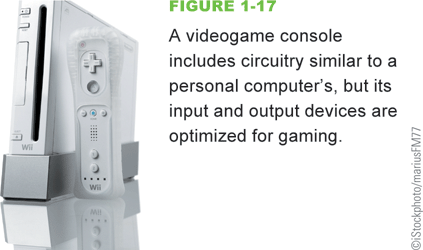 FIGURE 1-17
A videogame console
includes circuitry similar to a
personal computer's, but its
input and output devices are
optimized for gaming.
Wii
Wii
©iStockphoto/mariusFM77